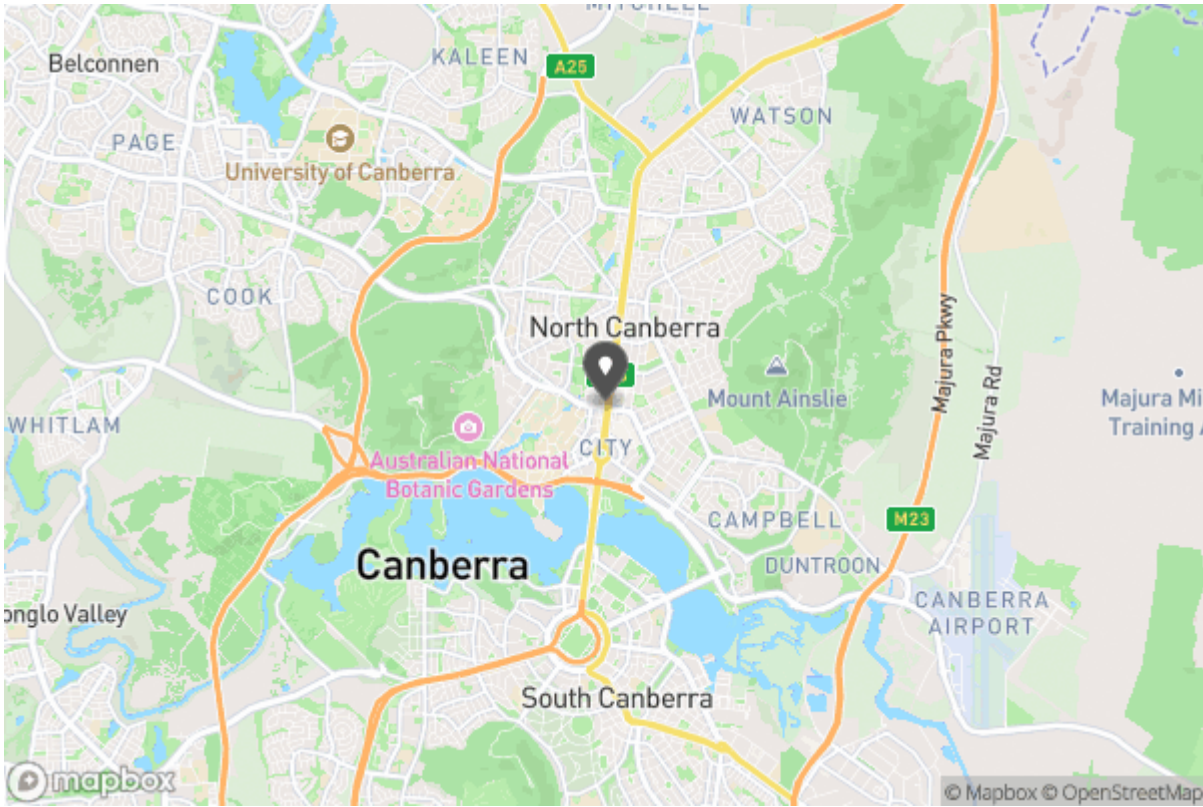 MITCHELL
Belconnen
KALEEN
A25
PAGE
WATSON
University of Canberra
COOK
North Canberra
Majura Pkwy
Mount Ainslie
Majura Rd
Majura Mi
Training A
WHITLAM
CITY
Australian National
Botanic Gardens
CAMPBELL
M23
Canberra
DUNTROON
onglo Valley
CANBERRA
AIRPORT
South Canberra
mapbox
© Mapbox © OpenStreetMap